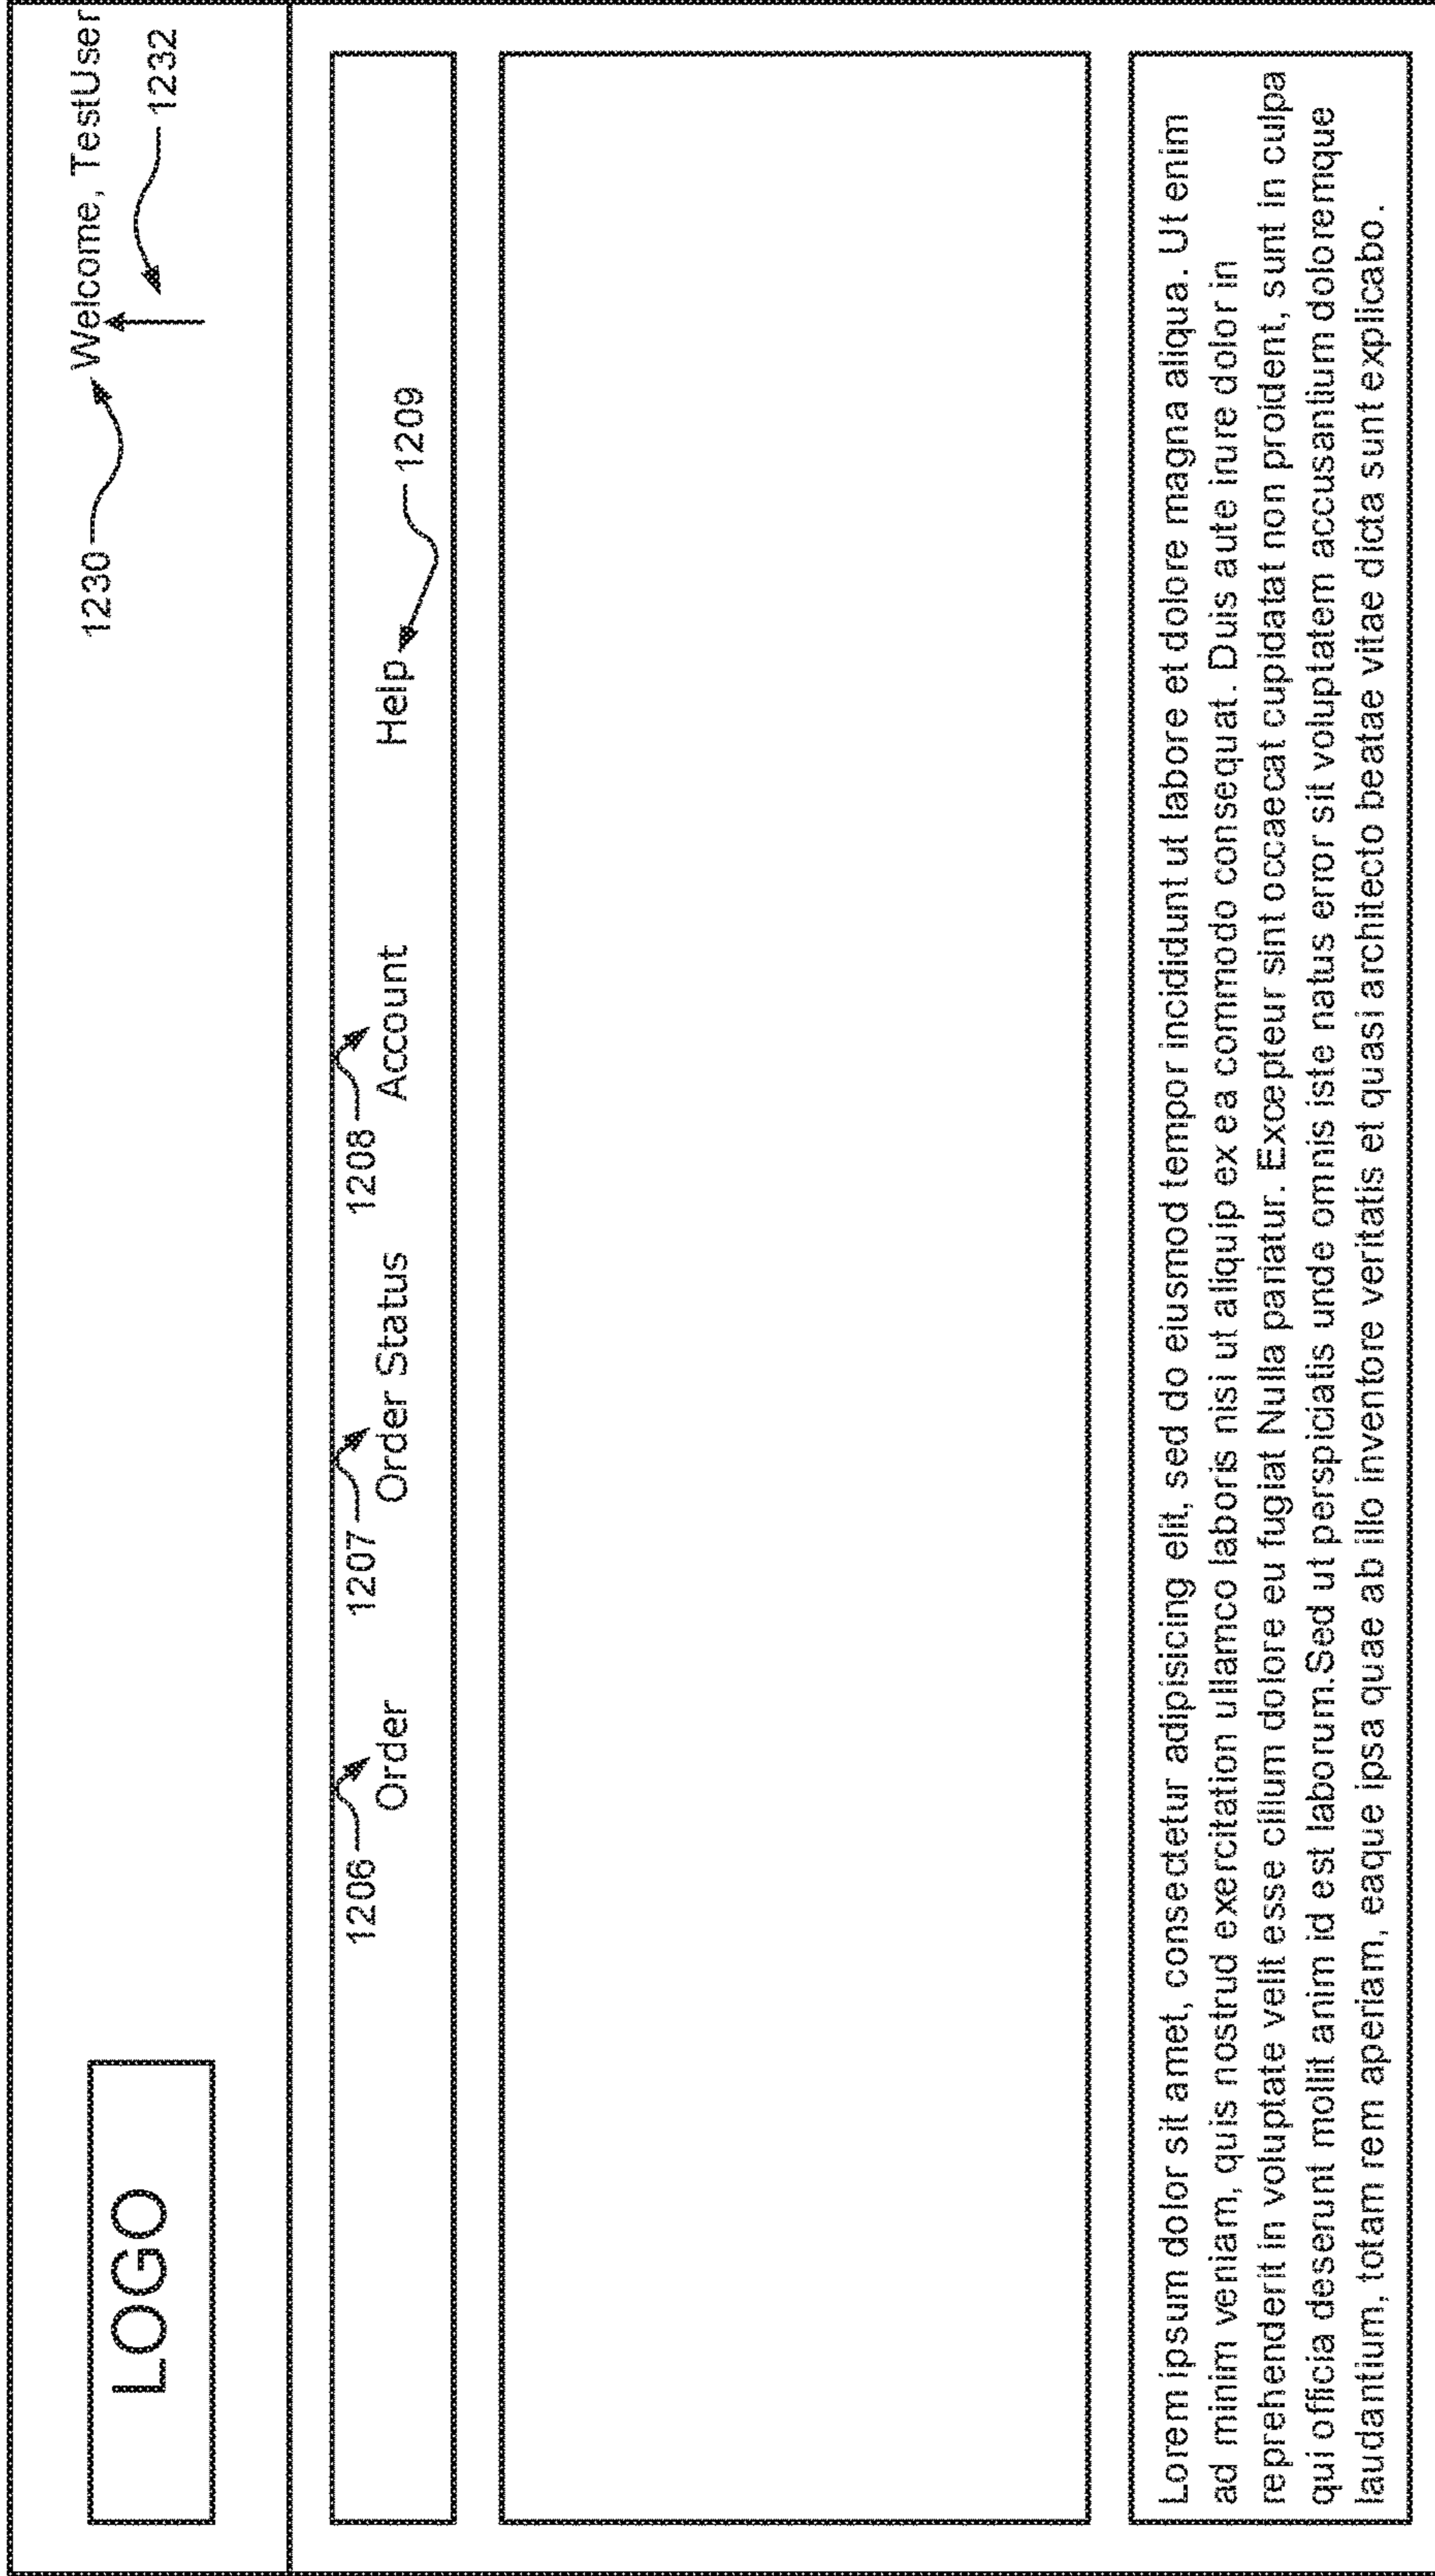 LOGO
1230
Welcome, TestUser
1232
1206
Order
1207
Order Status
1208
Account
Help
1209
Lorem ipsum dolor sit amet, consectetur adipisicing elit, sed do eiusmod tempor incididunt ut labore et dolore magna aliqua. Ut enim
ad minim veniam, quis nostrud exercitation ullamco laboris nisi ut aliquip ex ea commodo consequat. Duis aute irure dolor in
reprehenderit in voluptate velit esse cillum dolore eu fugiat Nulla pariatur. Excepteur sint occaecat cupidatat non proident, sunt in culpa
qui officia deserunt mollit anim id est laborum.Sed ut perspiciatis unde omnis iste natus error sit voluptatem accusantium doloremque
laudantium, totam rem aperiam, eaque ipsa quae ab illo inventore veritatis et quasi architecto beatae vitae dicta sunt explicabo.